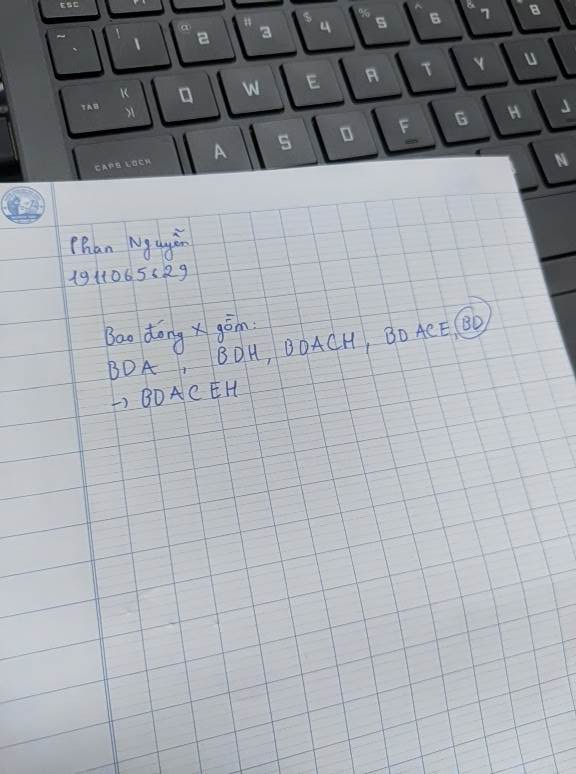 ESC
~ ` ! 1 @ 2 # 3 $ 4 % 5 ^ 6 & 7 8
TAB Q W E R T Y U
CAPS LOCK A S D F G H J
N
Phan Nguyễn
Bao đóng X gồm:
BDA, BDH, BDACH, BDACE, BD
→ BDACEH